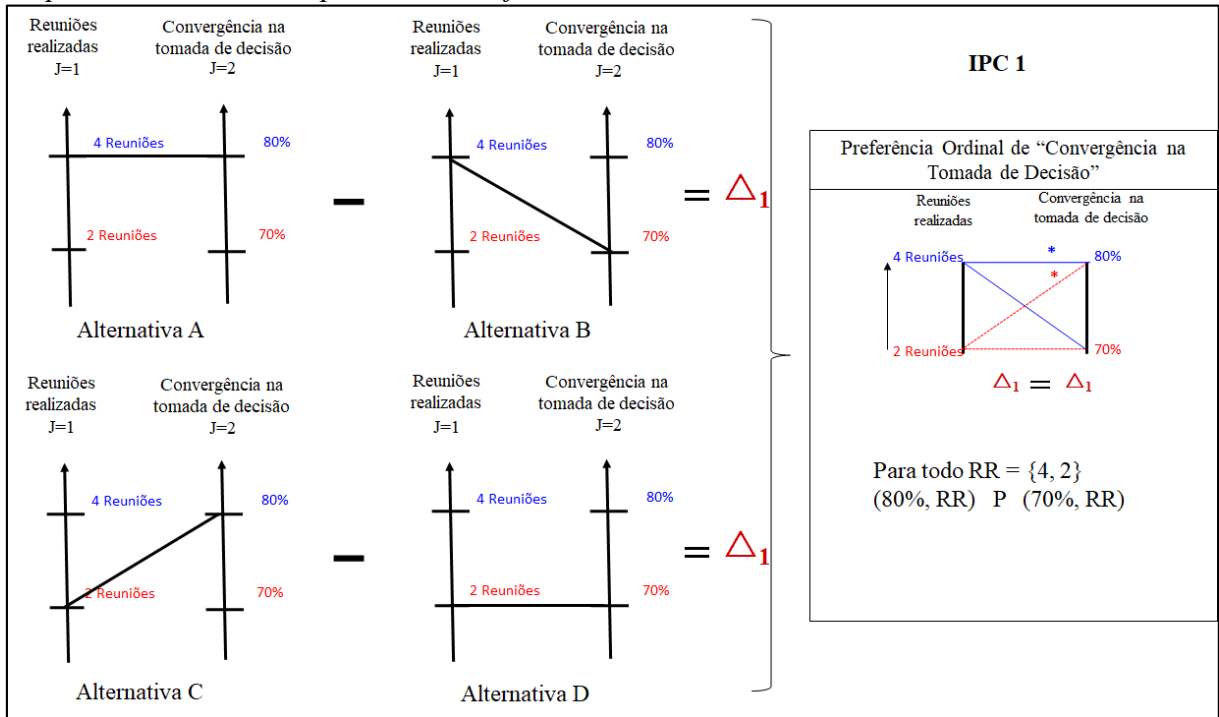 Reuniões
realizadas
J=1
Convergência na
tomada de decisão
J=2
4 Reuniões
80%
2 Reuniões
70%
Alternativa A
−
Reuniões
realizadas
J=1
Convergência na
tomada de decisão
J=2
4 Reuniões
80%
2 Reuniões
70%
Alternativa B
= △1
Reuniões
realizadas
J=1
Convergência na
tomada de decisão
J=2
4 Reuniões
80%
2 Reuniões
70%
Alternativa C
−
Reuniões
realizadas
J=1
Convergência na
tomada de decisão
J=2
4 Reuniões
80%
2 Reuniões
70%
Alternativa D
= △1
IPC 1
Preferência Ordinal de “Convergência na
Tomada de Decisão”
Reuniões
realizadas
Convergência na
tomada de decisão
4 Reuniões
*
80%
*
2 Reuniões
70%
△1 = △1
Para todo RR = {4, 2}
(80%, RR) P (70%, RR)